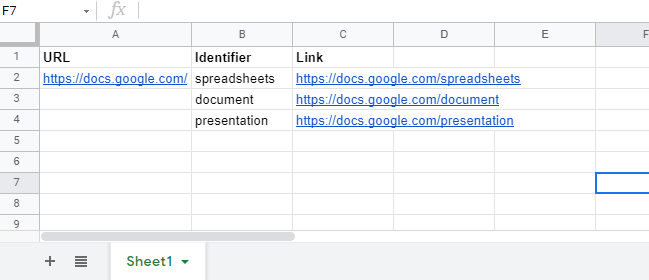 F7 fx
A B C D E F
1 URL Identifier Link
2 https://docs.google.com/ spreadsheets https://docs.google.com/spreadsheets
3 document https://docs.google.com/document
4 presentation https://docs.google.com/presentation
5
6
7
8
9
Sheet1